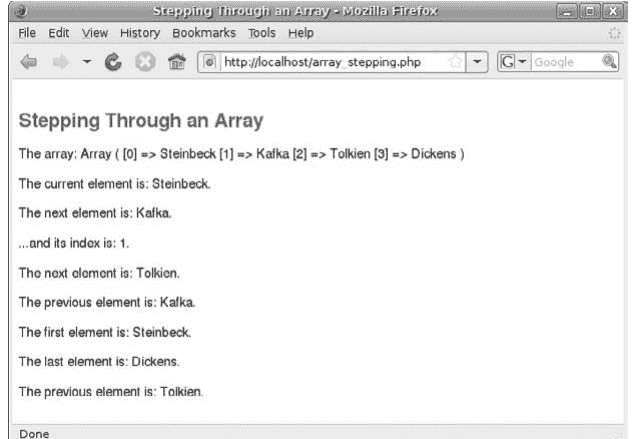 Stepping Through an Array - Mozilla Firefox
File Edit View History Bookmarks Tools Help
http://localhost/array_stepping.php
G Google
Stepping Through an Array
The array: Array ( [0] => Steinbeck [1] => Kafka [2] => Tolkien [3] => Dickens )
The current element is: Steinbeck.
The next element is: Kafka.
...and its index is: 1.
The next element is: Tolkien.
The previous element is: Kafka.
The first element is: Steinbeck.
The last element is: Dickens.
The previous element is: Tolkien.
Done